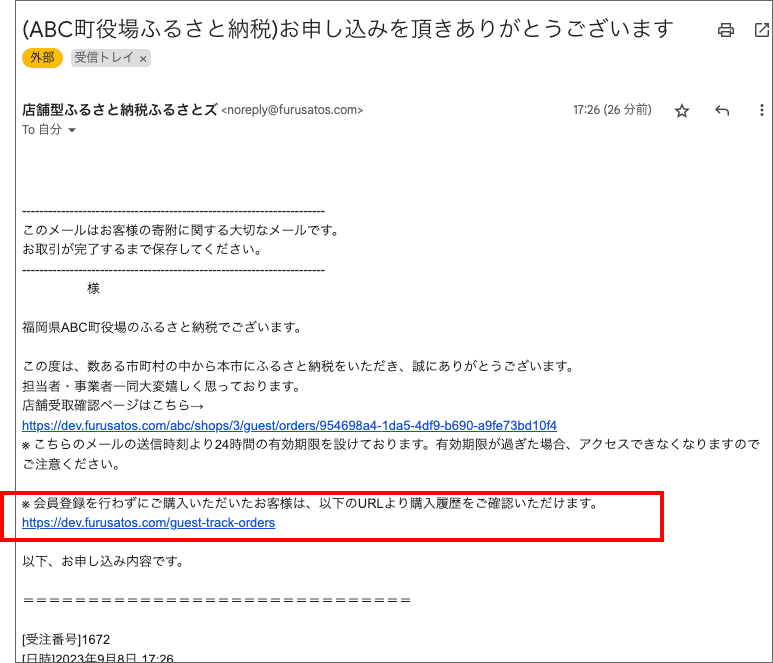 (ABC町役場ふるさと納税)お申し込みを頂きありがとうございます
外部 受信トレイ ×
店舗型ふるさと納税ふるさとズ <noreply@furusatos.com> 17:26 (26 分前)
To 自分
----------------------------------------------------------------------
このメールはお客様の寄附に関する大切なメールです。
お取引が完了するまで保存してください。
----------------------------------------------------------------------
様
福岡県ABC町役場のふるさと納税でございます。
この度は、数ある市町村の中から本市にふるさと納税をいただき、誠にありがとうございます。
担当者・事業者一同大変嬉しく思っております。
店舗受取確認ページはこちら→
https://dev.furusatos.com/abc/shops/3/guest/orders/954698a4-1da5-4df9-b690-a9fe73bd10f4
※ こちらのメールの送信時刻より24時間の有効期限を設けております。有効期限が過ぎた場合、アクセスできなくなりますので
ご注意ください。
※ 会員登録を行わずにご購入いただいたお客様は、以下のURLより購入履歴をご確認いただけます。
https://dev.furusatos.com/guest-track-orders
以下、お申し込み内容です。
＝＝＝＝＝＝＝＝＝＝＝＝＝＝＝＝＝＝＝＝＝＝＝＝＝＝＝＝＝＝
[受注番号]1672
[日時]2023年9月8日 17:26